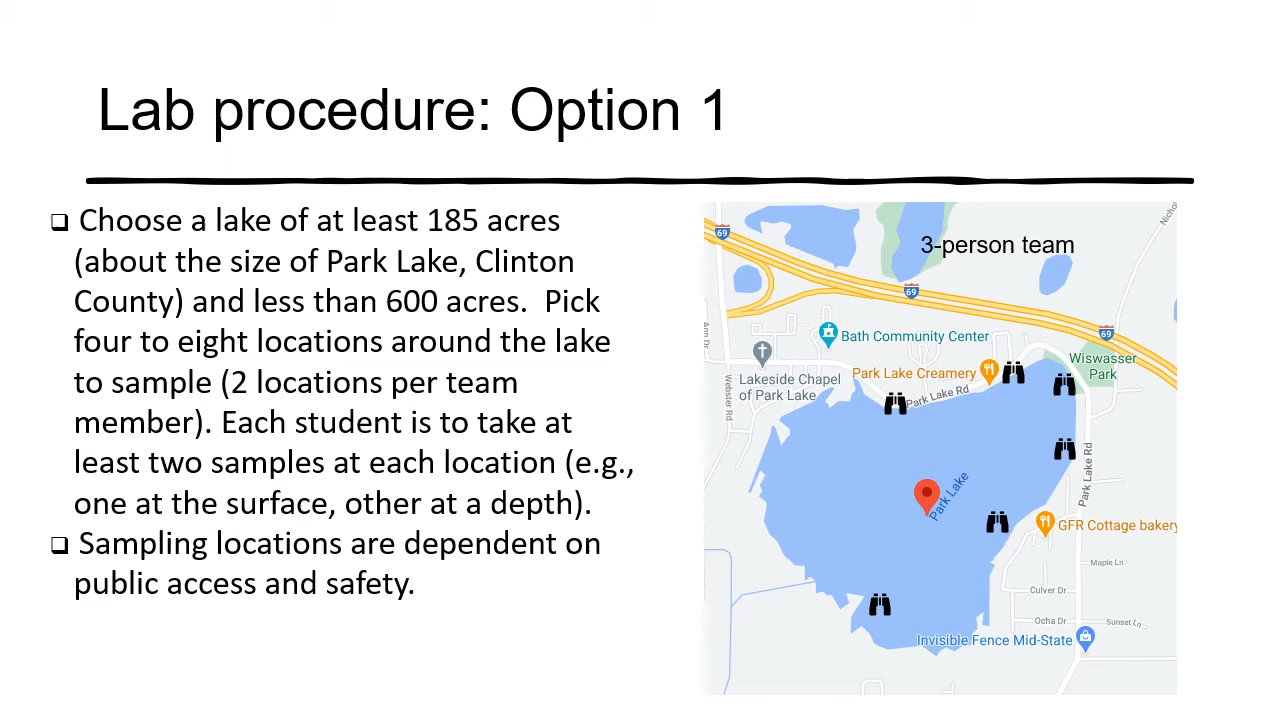 Lab procedure: Option 1
❑ Choose a lake of at least 185 acres
(about the size of Park Lake, Clinton
County) and less than 600 acres.  Pick
four to eight locations around the lake
to sample (2 locations per team
member). Each student is to take at
least two samples at each location (e.g.,
one at the surface, other at a depth).
❑ Sampling locations are dependent on
public access and safety.
3-person team
69
69
69
Nicho
Ann Dr
Webster Rd
Bath Community Center
Lakeside Chapel
of Park Lake
Park Lake Creamery
Wiswasser
Park
Park Lake Rd
Park Lake Rd
Park Lake
GFR Cottage bakery
Maple Ln
Culver Dr
Ocha Dr
Sunset Ln
Invisible Fence Mid-State